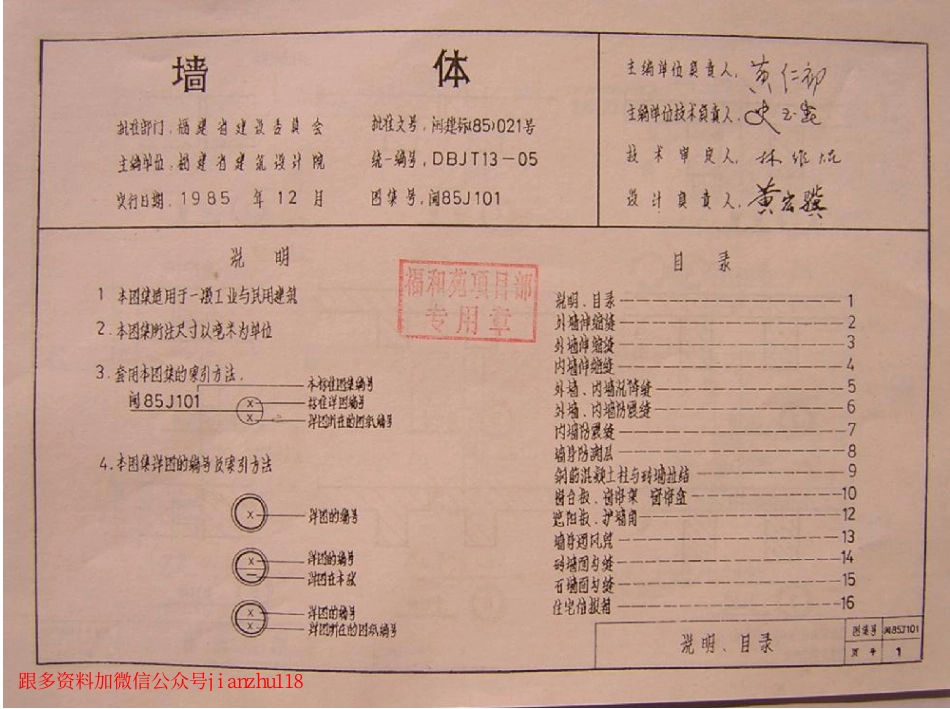 墙 体
批准部门，福建省建设委员会
主编单位，福建省建筑设计院
实行日期，1985 年 12 月
批准文号，闽建标(85)021号
统一编号，DBJT13-05
图集号，闽85J101
主编单位负责人，黄仁初
主编单位技术负责人，
技术审定人，林
设计负责人，黄宏骥
说 明
1 本图集适用于一般工业与民用建筑
2. 本图集所注尺寸以毫米为单位
3. 套用本图集的索引方法，
闽85J101
本标准图集编号
X 标准详图编号
X 详图所在的图纸编号
4. 本图集详图的编号及索引方法
X 详图的编号
X 详图的编号
详图在本张
X 详图的编号
X 详图所在的图纸编号
福和苑项目部
专用章
目 录
说明、目录 1
外墙伸缩缝 2
外墙伸缩缝 3
内墙伸缩缝 4
外墙、内墙沉降缝 5
外墙、内墙防震缝 6
内墙防震缝 7
墙身防潮层 8
钢筋混凝土柱与砖墙拉结 9
窗台板、窗帘架 窗帘盒 10
遮阳板、护墙角 12
墙身通风篦 13
砖墙面勾缝 14
石墙面勾缝 15
住宅信报箱 16
说明、目录
图集号 闽85J101
页 号 1
跟多资料加微信公众号jianzhu118